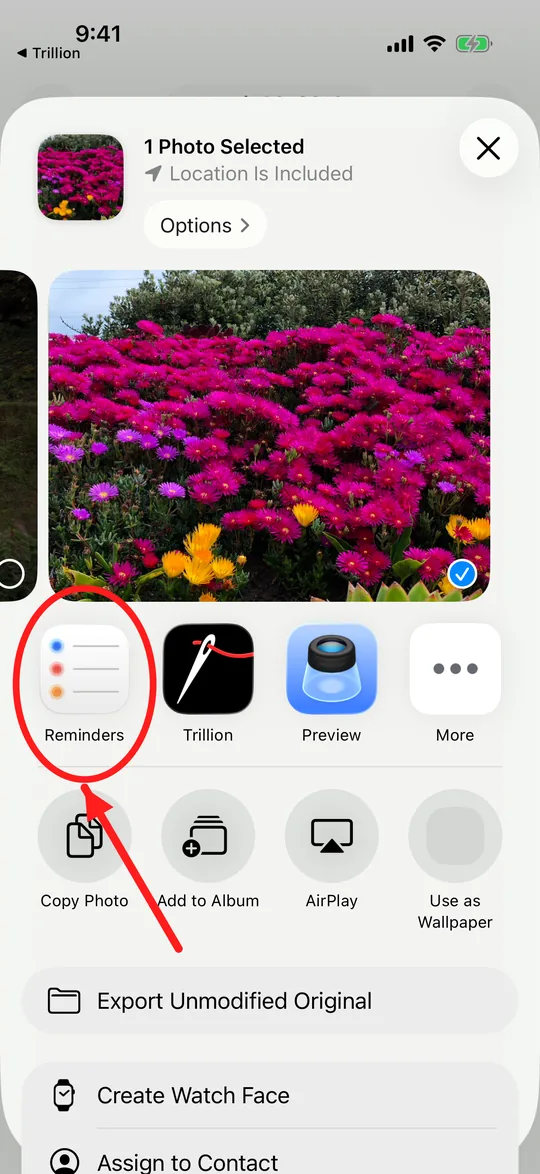 9:41
◀ Trillion
1 Photo Selected
Location Is Included
Options
Reminders
Trillion
Preview
More
Copy Photo
Add to Album
AirPlay
Use as
Wallpaper
Export Unmodified Original
Create Watch Face
Assign to Contact